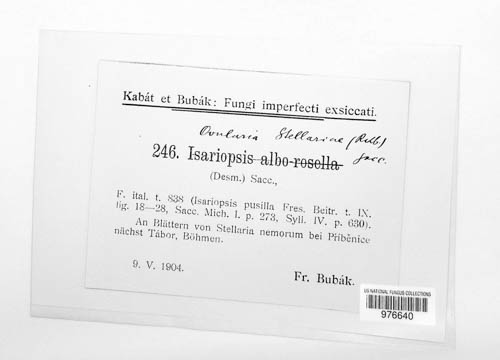 Kabát et Bubák: Fungi imperfecti exsiccati.
Ovularia Stellariae (Rabh) Sacc.
246. Isariopsis albo-rosella
(Desm.) Sacc.,
F. ital. t. 838 (Isariopsis pusilla Fres. Beitr. t. IX.
fig. 18—28, Sacc. Mich. I. p. 273, Syll. IV. p. 630).
An Blättern von Stellaria nemorum bei Příběnice
nächst Tábor, Böhmen.
9. V. 1904.
Fr. Bubák.
US NATIONAL FUNGUS COLLECTIONS
976640